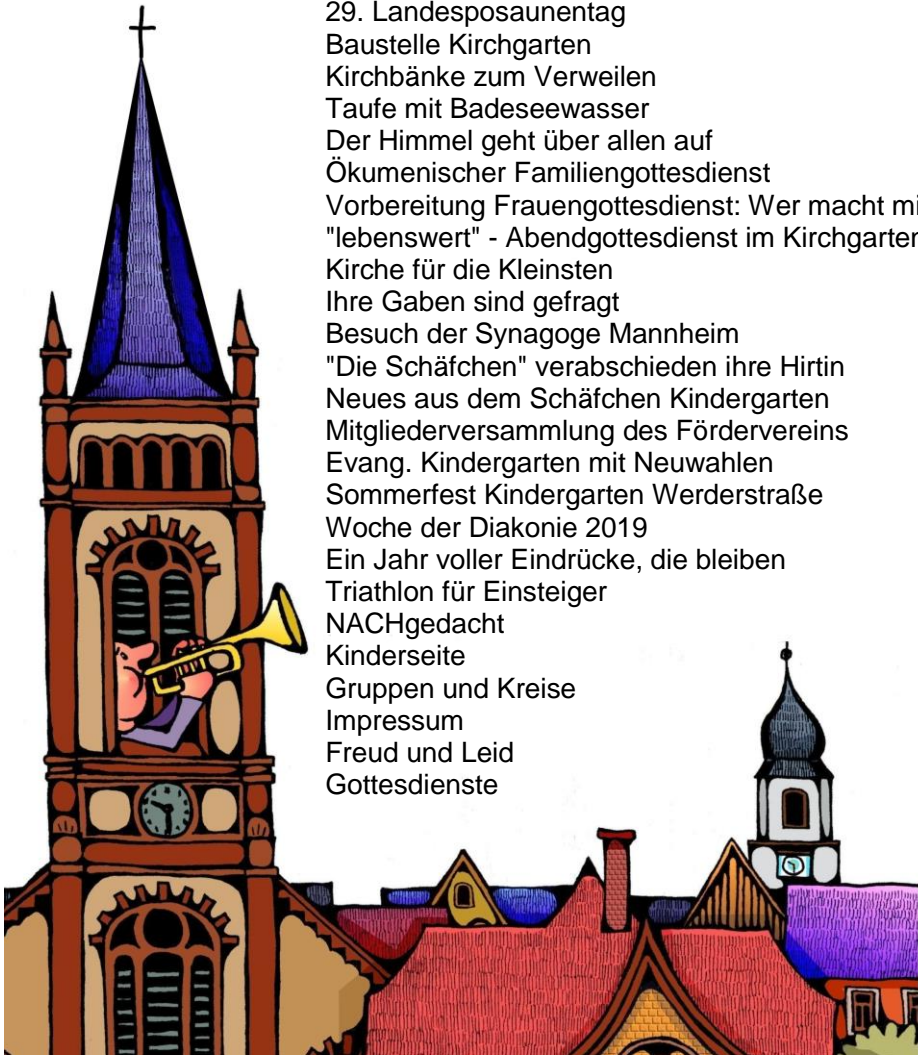 29. Landesposaunentag
Baustelle Kirchgarten
Kirchbänke zum Verweilen
Taufe mit Badeseewasser
Der Himmel geht über allen auf
Ökumenischer Familiengottesdienst
Vorbereitung Frauengottesdienst: Wer macht mi
"lebenswert" - Abendgottesdienst im Kirchgarten
Kirche für die Kleinsten
Ihre Gaben sind gefragt
Besuch der Synagoge Mannheim
"Die Schäfchen" verabschieden ihre Hirtin
Neues aus dem Schäfchen Kindergarten
Mitgliederversammlung des Fördervereins
Evang. Kindergarten mit Neuwahlen
Sommerfest Kindergarten Werderstraße
Woche der Diakonie 2019
Ein Jahr voller Eindrücke, die bleiben
Triathlon für Einsteiger
NACHgedacht
Kinderseite
Gruppen und Kreise
Impressum
Freud und Leid
Gottesdienste